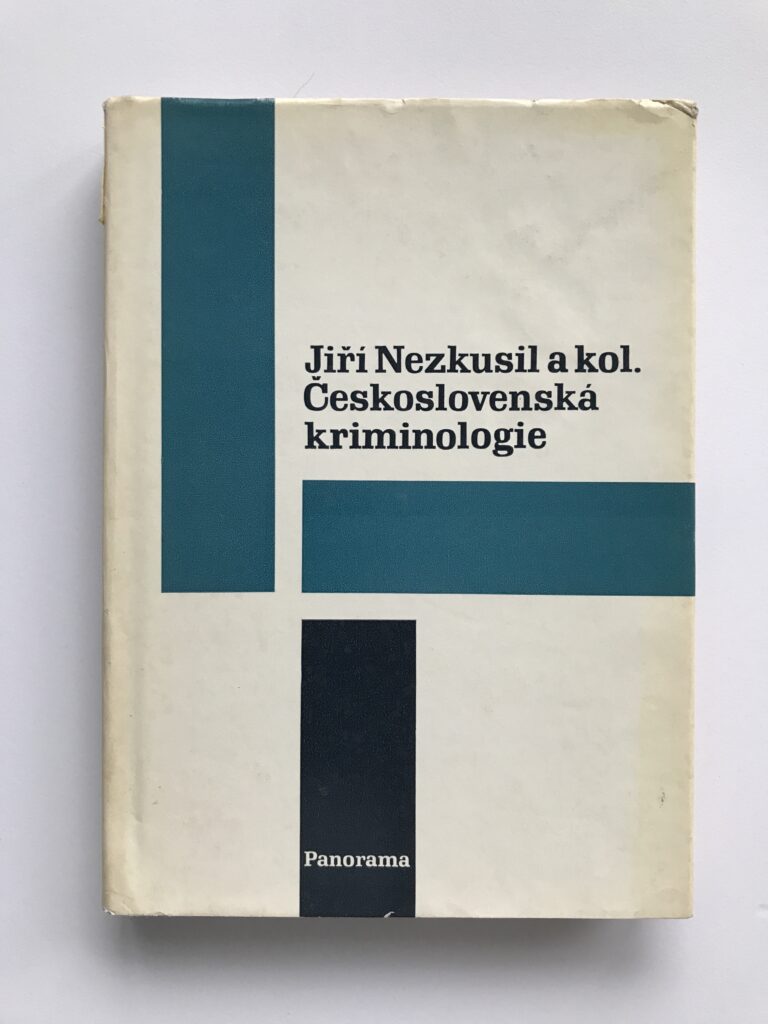 Jiří Nezkusil a kol.
Československá
kriminologie
Panorama